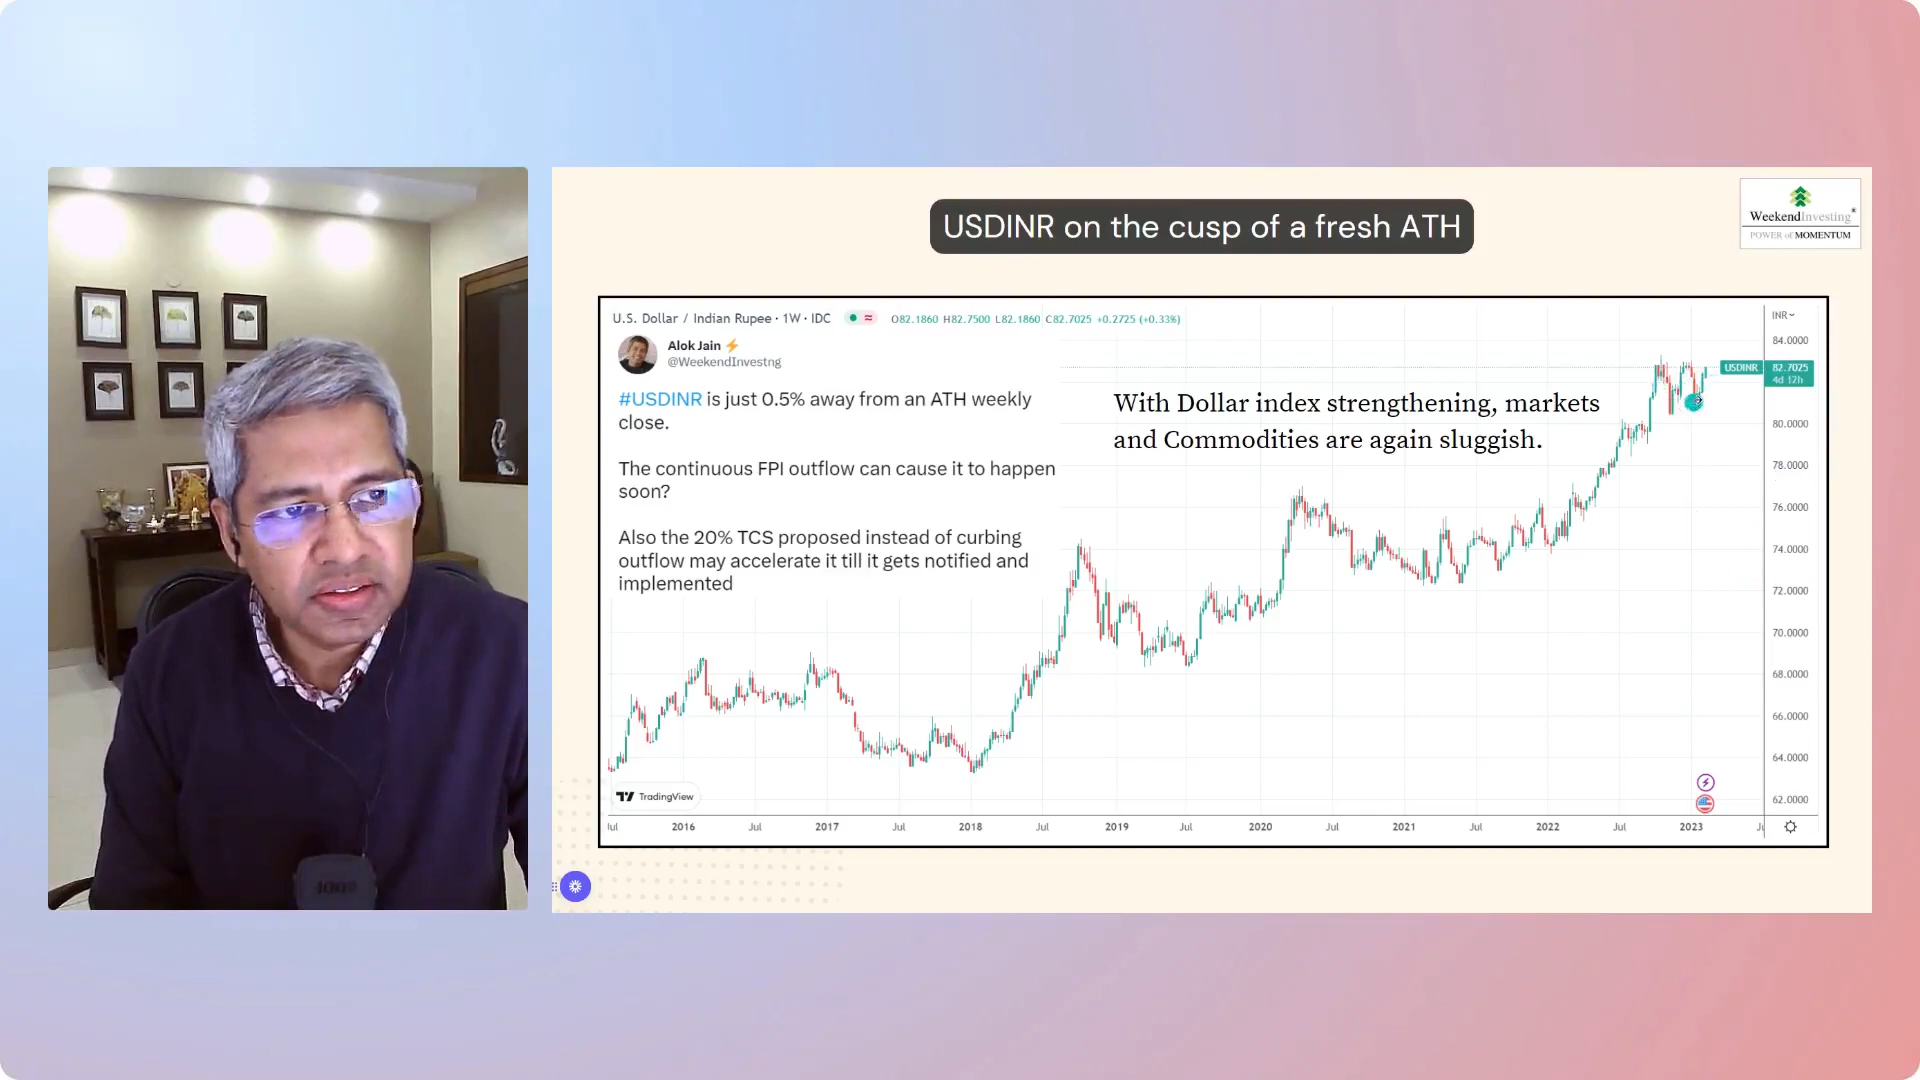 USDINR on the cusp of a fresh ATH
WeekendInvesting
POWER of MOMENTUM
U.S. Dollar / Indian Rupee · 1W · IDC
O82.1860 H82.7500 L82.1860 C82.7025 +0.2725 (+0.33%)
INR
Alok Jain ⚡
@WeekendInvestng
#USDINR is just 0.5% away from an ATH weekly
close.
The continuous FPI outflow can cause it to happen
soon?
Also the 20% TCS proposed instead of curbing
outflow may accelerate it till it gets notified and
implemented
With Dollar index strengthening, markets
and Commodities are again sluggish.
84.0000
USDINR 82.7025
4d 12h
80.0000
78.0000
76.0000
74.0000
72.0000
70.0000
68.0000
66.0000
64.0000
62.0000
TradingView
2016 Jul 2017 Jul 2018 Jul 2019 Jul 2020 Jul 2021 Jul 2022 Jul 2023